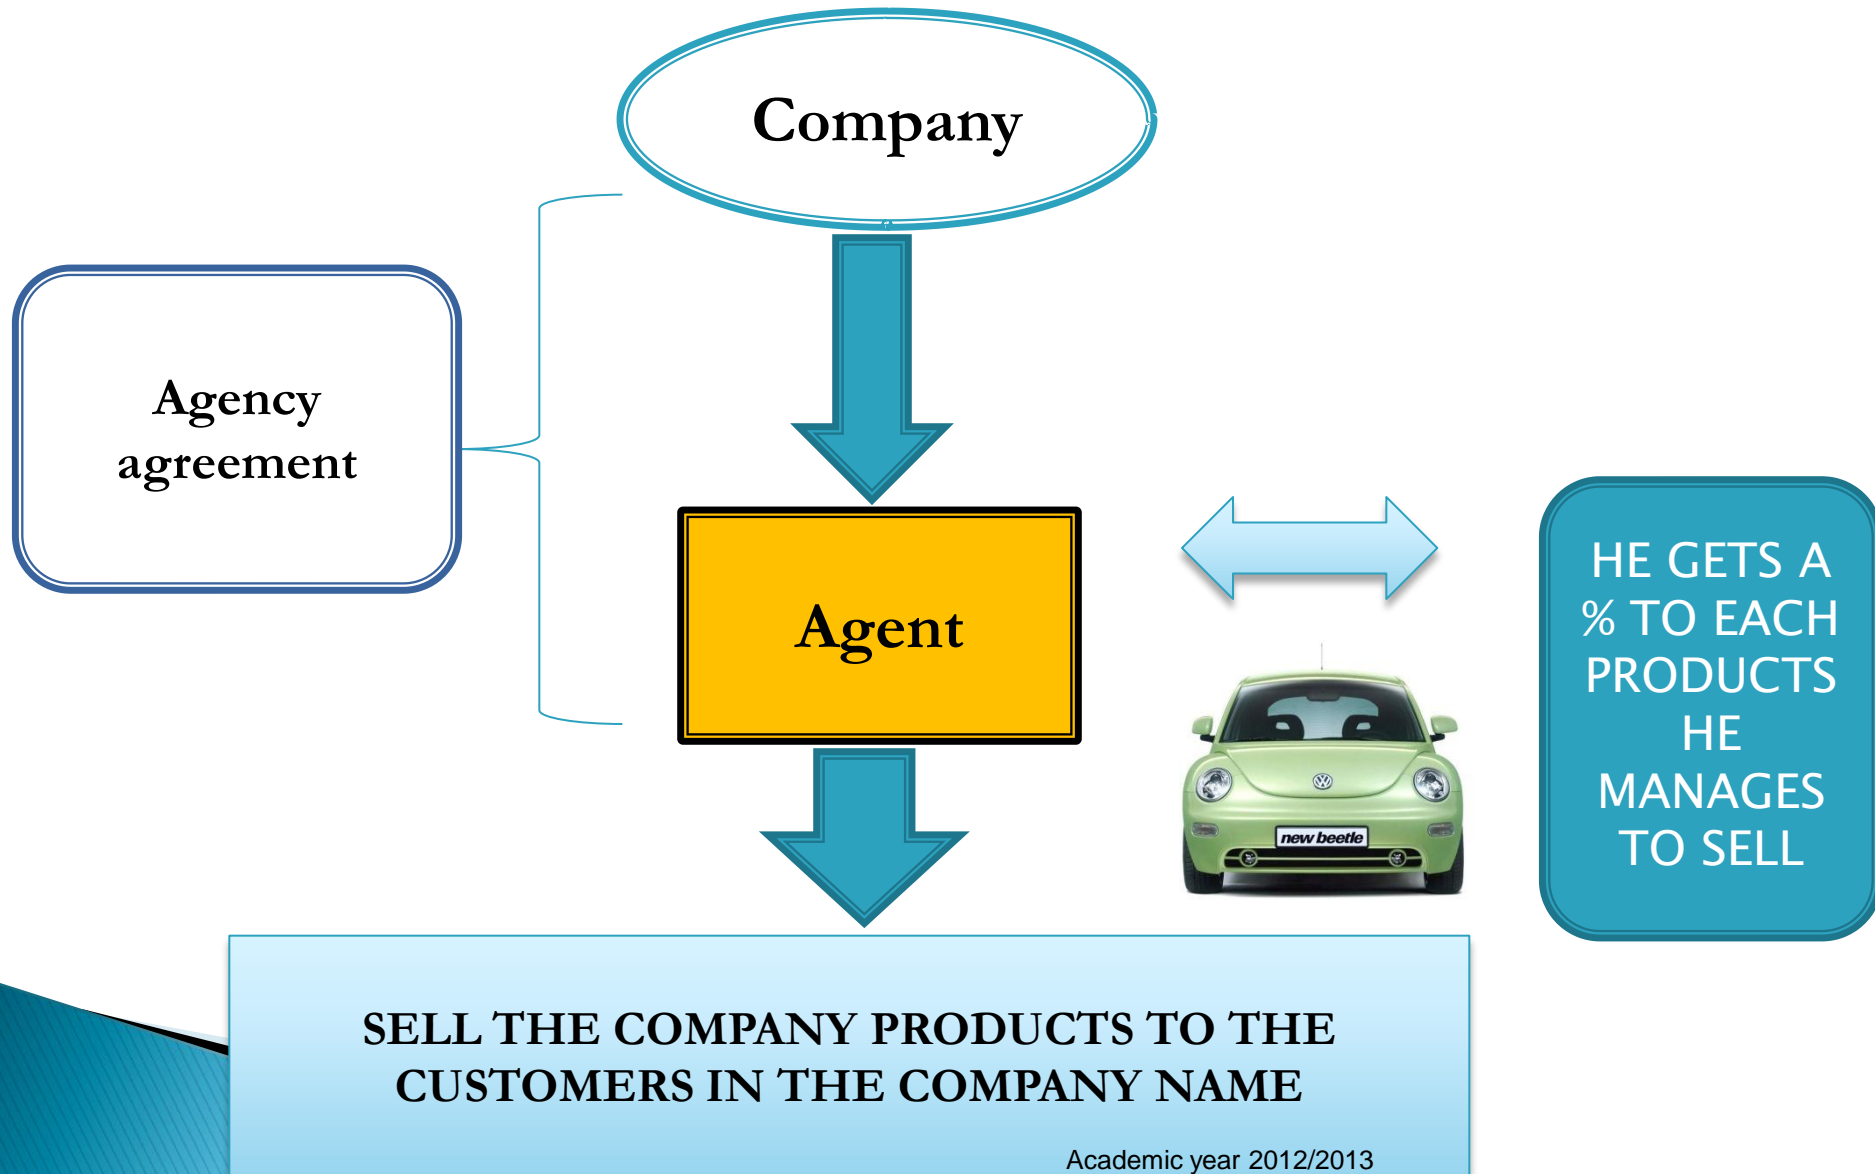 Company
Agency
agreement
Agent
HE GETS A
% TO EACH
PRODUCTS
HE
MANAGES
TO SELL
new beetle
SELL THE COMPANY PRODUCTS TO THE
CUSTOMERS IN THE COMPANY NAME
Academic year 2012/2013